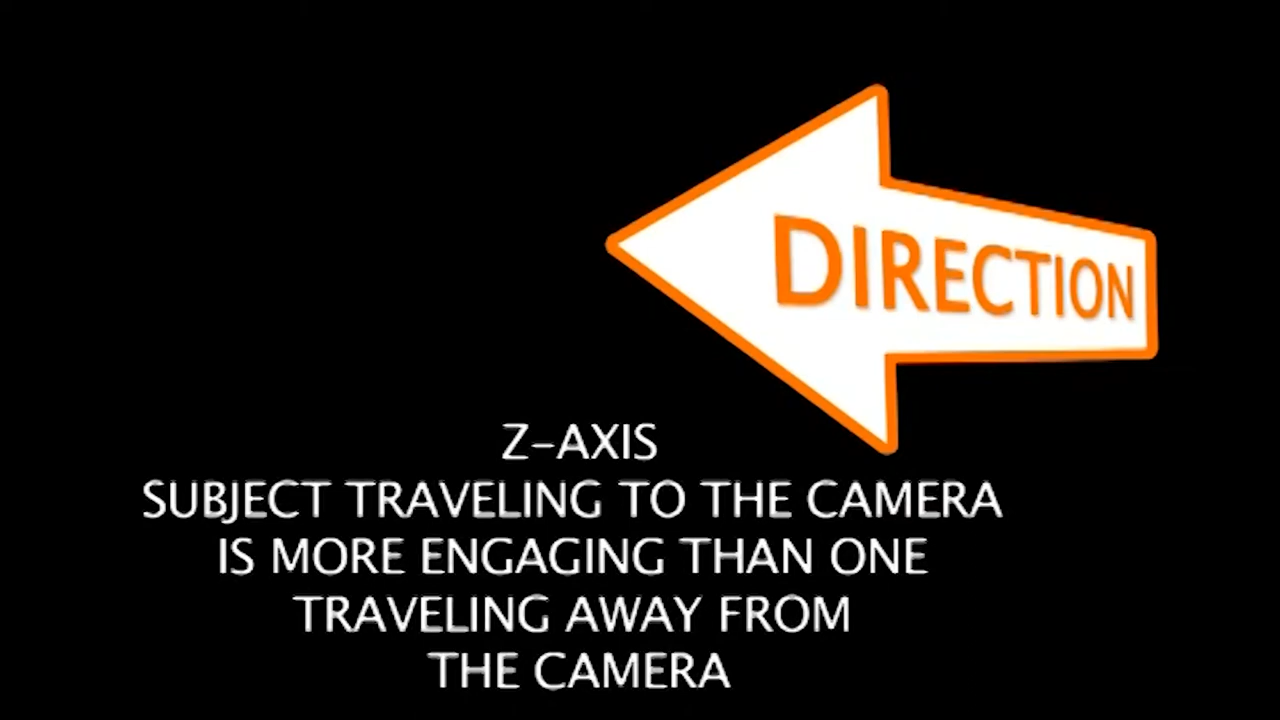 DIRECTION
Z-AXIS
SUBJECT TRAVELING TO THE CAMERA
IS MORE ENGAGING THAN ONE
TRAVELING AWAY FROM
THE CAMERA